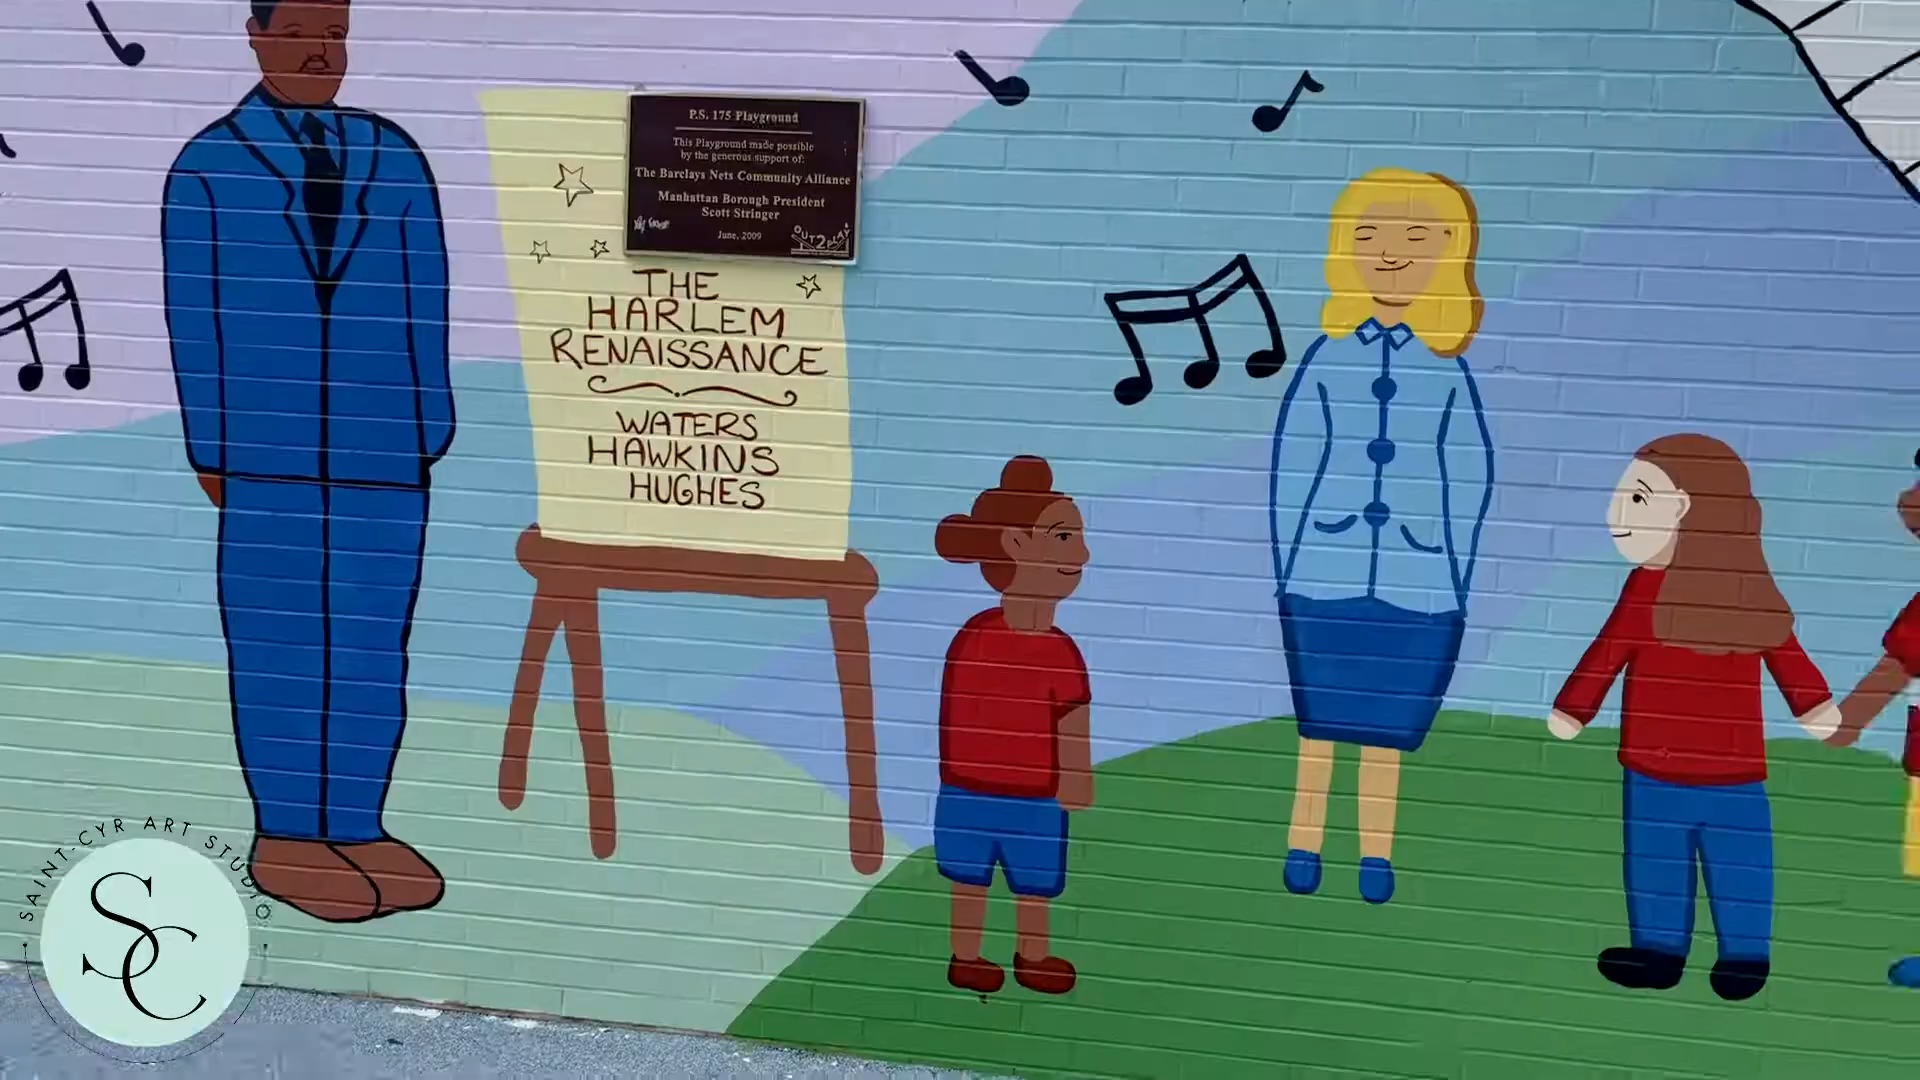 P.S. 175 Playground
This Playground made possible
by the generous support of:
The Barclays Nets Community Alliance
Manhattan Borough President
Scott Stringer
June, 2009
OUT2PLAY
THE
HARLEM
RENAISSANCE
WATERS
HAWKINS
HUGHES
SAINT-CYR ART STUDIO
SC